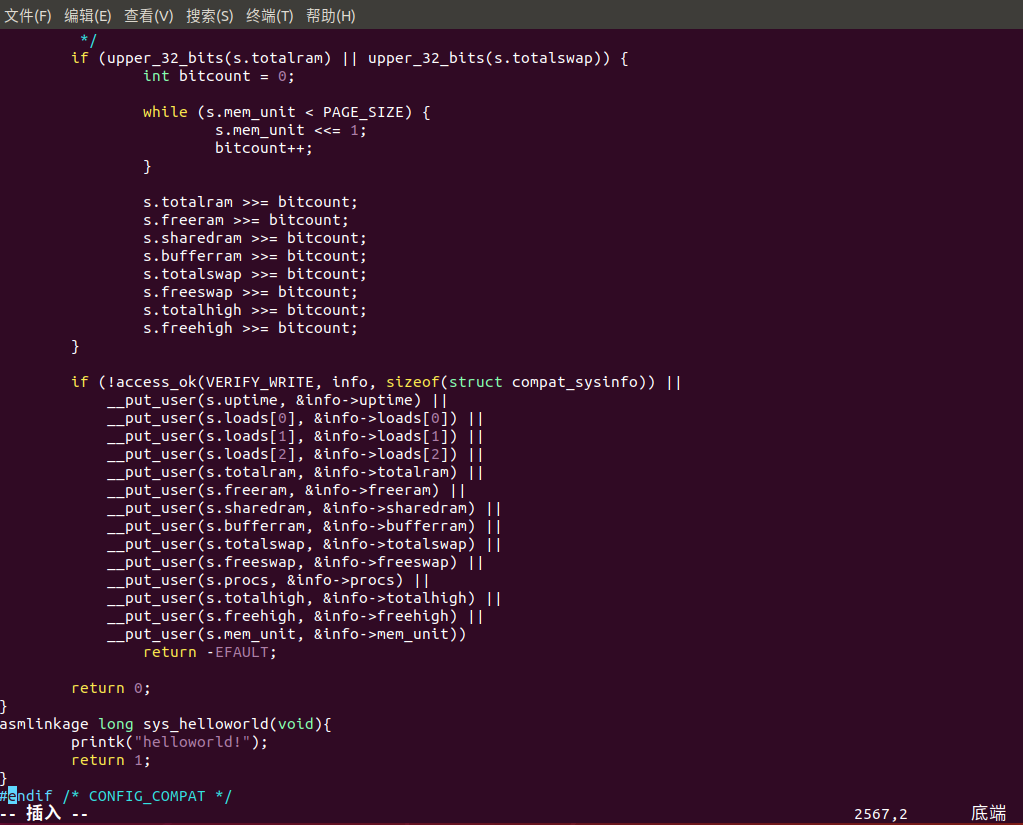 文件(F) 编辑(E) 查看(V) 搜索(S) 终端(T) 帮助(H)
         */
        if (upper_32_bits(s.totalram) || upper_32_bits(s.totalswap)) {
                int bitcount = 0;

                while (s.mem_unit < PAGE_SIZE) {
                        s.mem_unit <<= 1;
                        bitcount++;
                }

                s.totalram >>= bitcount;
                s.freeram >>= bitcount;
                s.sharedram >>= bitcount;
                s.bufferram >>= bitcount;
                s.totalswap >>= bitcount;
                s.freeswap >>= bitcount;
                s.totalhigh >>= bitcount;
                s.freehigh >>= bitcount;
        }

        if (!access_ok(VERIFY_WRITE, info, sizeof(struct compat_sysinfo)) ||
            __put_user(s.uptime, &info->uptime) ||
            __put_user(s.loads[0], &info->loads[0]) ||
            __put_user(s.loads[1], &info->loads[1]) ||
            __put_user(s.loads[2], &info->loads[2]) ||
            __put_user(s.totalram, &info->totalram) ||
            __put_user(s.freeram, &info->freeram) ||
            __put_user(s.sharedram, &info->sharedram) ||
            __put_user(s.bufferram, &info->bufferram) ||
            __put_user(s.totalswap, &info->totalswap) ||
            __put_user(s.freeswap, &info->freeswap) ||
            __put_user(s.procs, &info->procs) ||
            __put_user(s.totalhigh, &info->totalhigh) ||
            __put_user(s.freehigh, &info->freehigh) ||
            __put_user(s.mem_unit, &info->mem_unit))
                return -EFAULT;

        return 0;
}
asmlinkage long sys_helloworld(void){
        printk("helloworld!");
        return 1;
}
#endif /* CONFIG_COMPAT */
-- 插入 -- 2567,2 底端